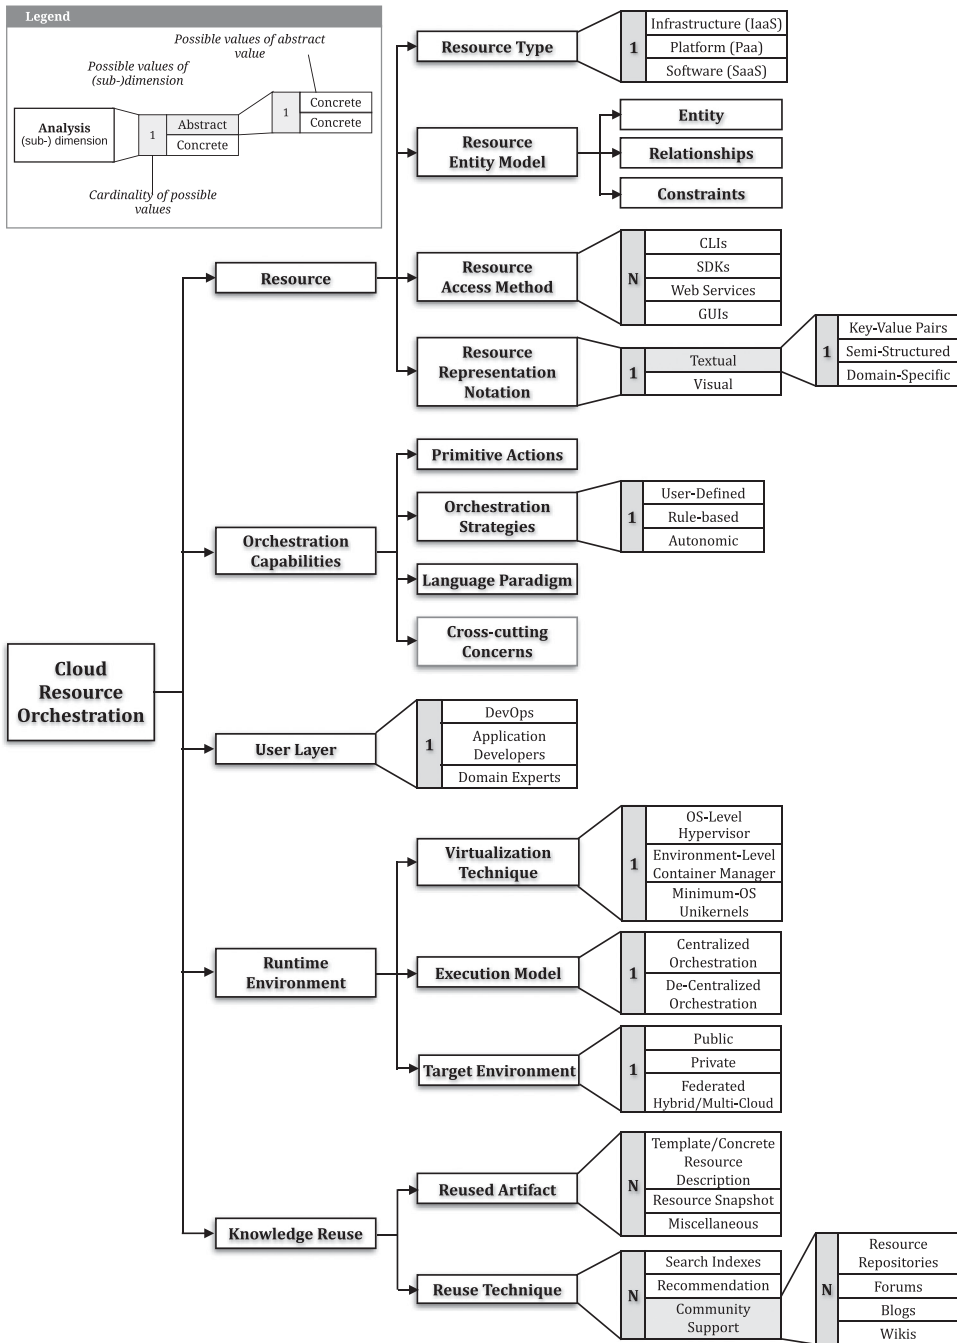 Legend
Possible values of abstract
value
Possible values of
(sub-)dimension
Analysis
(sub-) dimension
1
Abstract
Concrete
1
Concrete
Concrete
Cardinality of possible
values
Cloud
Resource
Orchestration
Resource
Resource Type
1
Infrastructure (IaaS)
Platform (Paa)
Software (SaaS)
Resource
Entity Model
Entity
Relationships
Constraints
Resource
Access Method
N
CLIs
SDKs
Web Services
GUIs
Resource
Representation
Notation
1
Textual
Visual
1
Key-Value Pairs
Semi-Structured
Domain-Specific
Orchestration
Capabilities
Primitive Actions
Orchestration
Strategies
1
User-Defined
Rule-based
Autonomic
Language Paradigm
Cross-cutting
Concerns
User Layer
1
DevOps
Application
Developers
Domain Experts
Runtime
Environment
Virtualization
Technique
1
OS-Level
Hypervisor
Environment-Level
Container Manager
Minimum-OS
Unikernels
Execution Model
1
Centralized
Orchestration
De-Centralized
Orchestration
Target Environment
1
Public
Private
Federated
Hybrid/Multi-Cloud
Knowledge Reuse
Reused Artifact
N
Template/Concrete
Resource
Description
Resource Snapshot
Miscellaneous
Reuse Technique
N
Search Indexes
Recommendation
Community
Support
N
Resource
Repositories
Forums
Blogs
Wikis